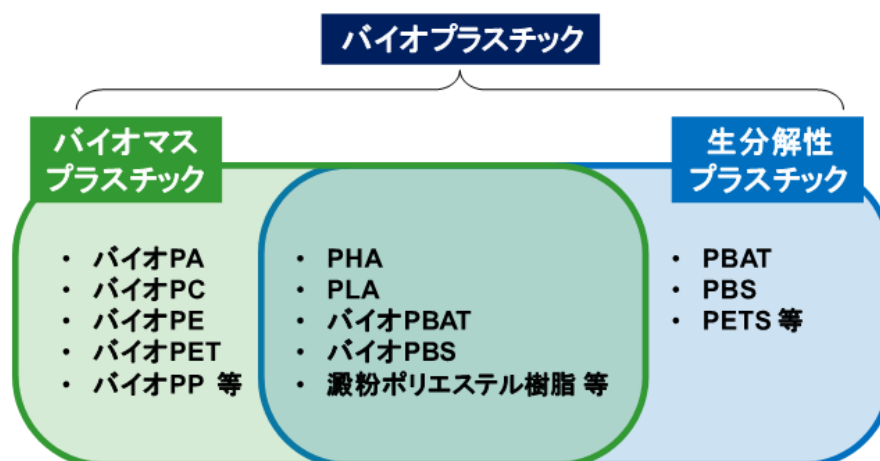 バイオプラスチック
バイオマス
プラスチック
生分解性
プラスチック
・ バイオPA
・ バイオPC
・ バイオPE
・ バイオPET
・ バイオPP 等
・ PHA
・ PLA
・ バイオPBAT
・ バイオPBS
・ 澱粉ポリエステル樹脂 等
・ PBAT
・ PBS
・ PETS 等